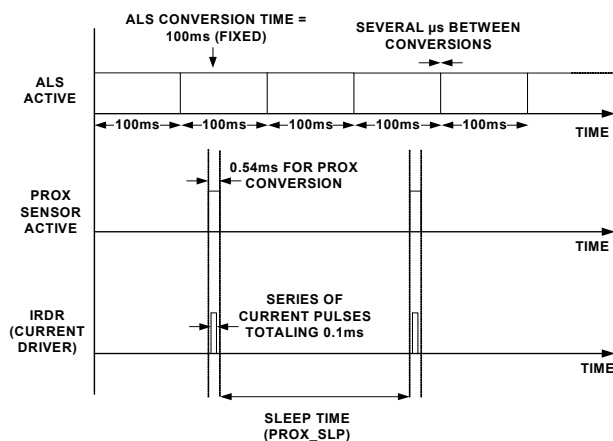 ALS CONVERSION TIME =
100ms (FIXED)
SEVERAL µs BETWEEN
CONVERSIONS
ALS
ACTIVE
100ms
100ms
100ms
100ms
100ms
TIME
0.54ms FOR PROX
CONVERSION
PROX
SENSOR
ACTIVE
TIME
SERIES OF
CURRENT PULSES
TOTALING 0.1ms
IRDR
(CURRENT
DRIVER)
TIME
SLEEP TIME
(PROX_SLP)